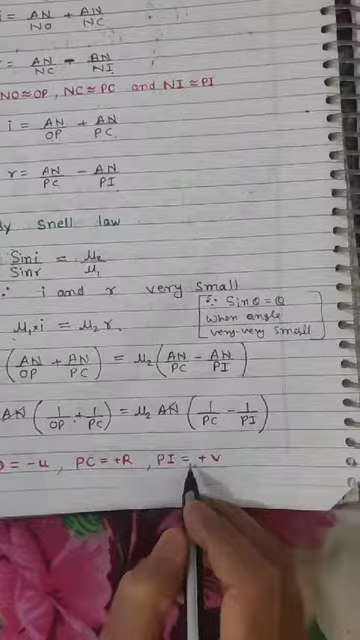 i = AN/NO + AN/NC
r = AN/NC - AN/NI
NO≈OP, NC≈PC and NI≈PI
i = AN/OP + AN/PC
r = AN/PC - AN/PI
By snell law
Sin i/Sin r = μ₂/μ₁
∵ i and r very small
∵ Sinθ = θ
when angle
very-very small
μ₁·i = μ₂ r
(AN/OP + AN/PC) = μ₂(AN/PC - AN/PI)
AN(1/OP + 1/PC) = μ₂ AN(1/PC - 1/PI)
= -u, PC = +R, PI = +v